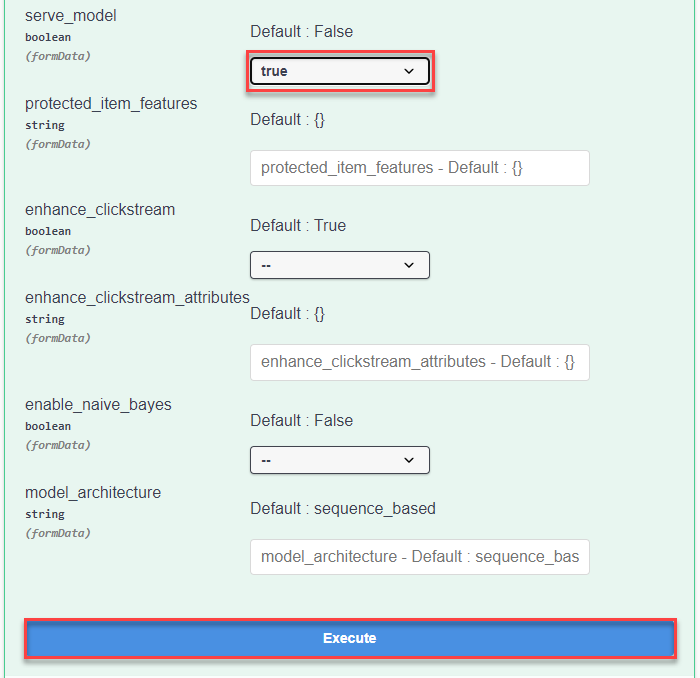 serve_model
boolean
(formData)
Default : False
true
protected_item_features
string
(formData)
Default : {}
protected_item_features - Default : {}
enhance_clickstream
boolean
(formData)
Default : True
--
enhance_clickstream_attributes
string
(formData)
Default : {}
enhance_clickstream_attributes - Default : {}
enable_naive_bayes
boolean
(formData)
Default : False
--
model_architecture
string
(formData)
Default : sequence_based
model_architecture - Default : sequence_bas
Execute